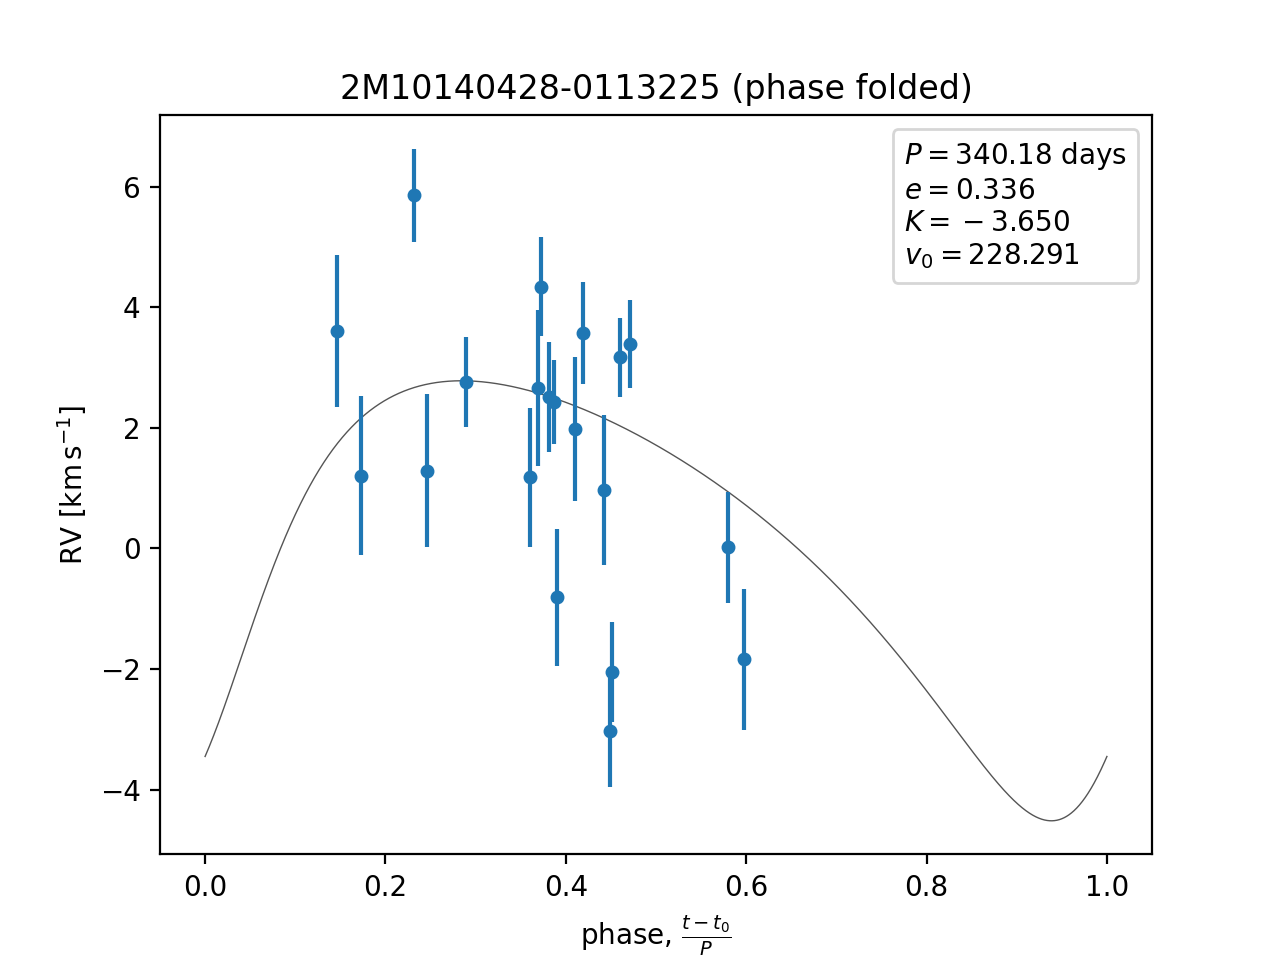 2M10140428-0113225 (phase folded)
P = 340.18 days
e = 0.336
K = −3.650
v₀ = 228.291
6
4
2
0
−2
−4
RV [km s⁻¹]
0.0 0.2 0.4 0.6 0.8 1.0
phase, (t − t₀)/P